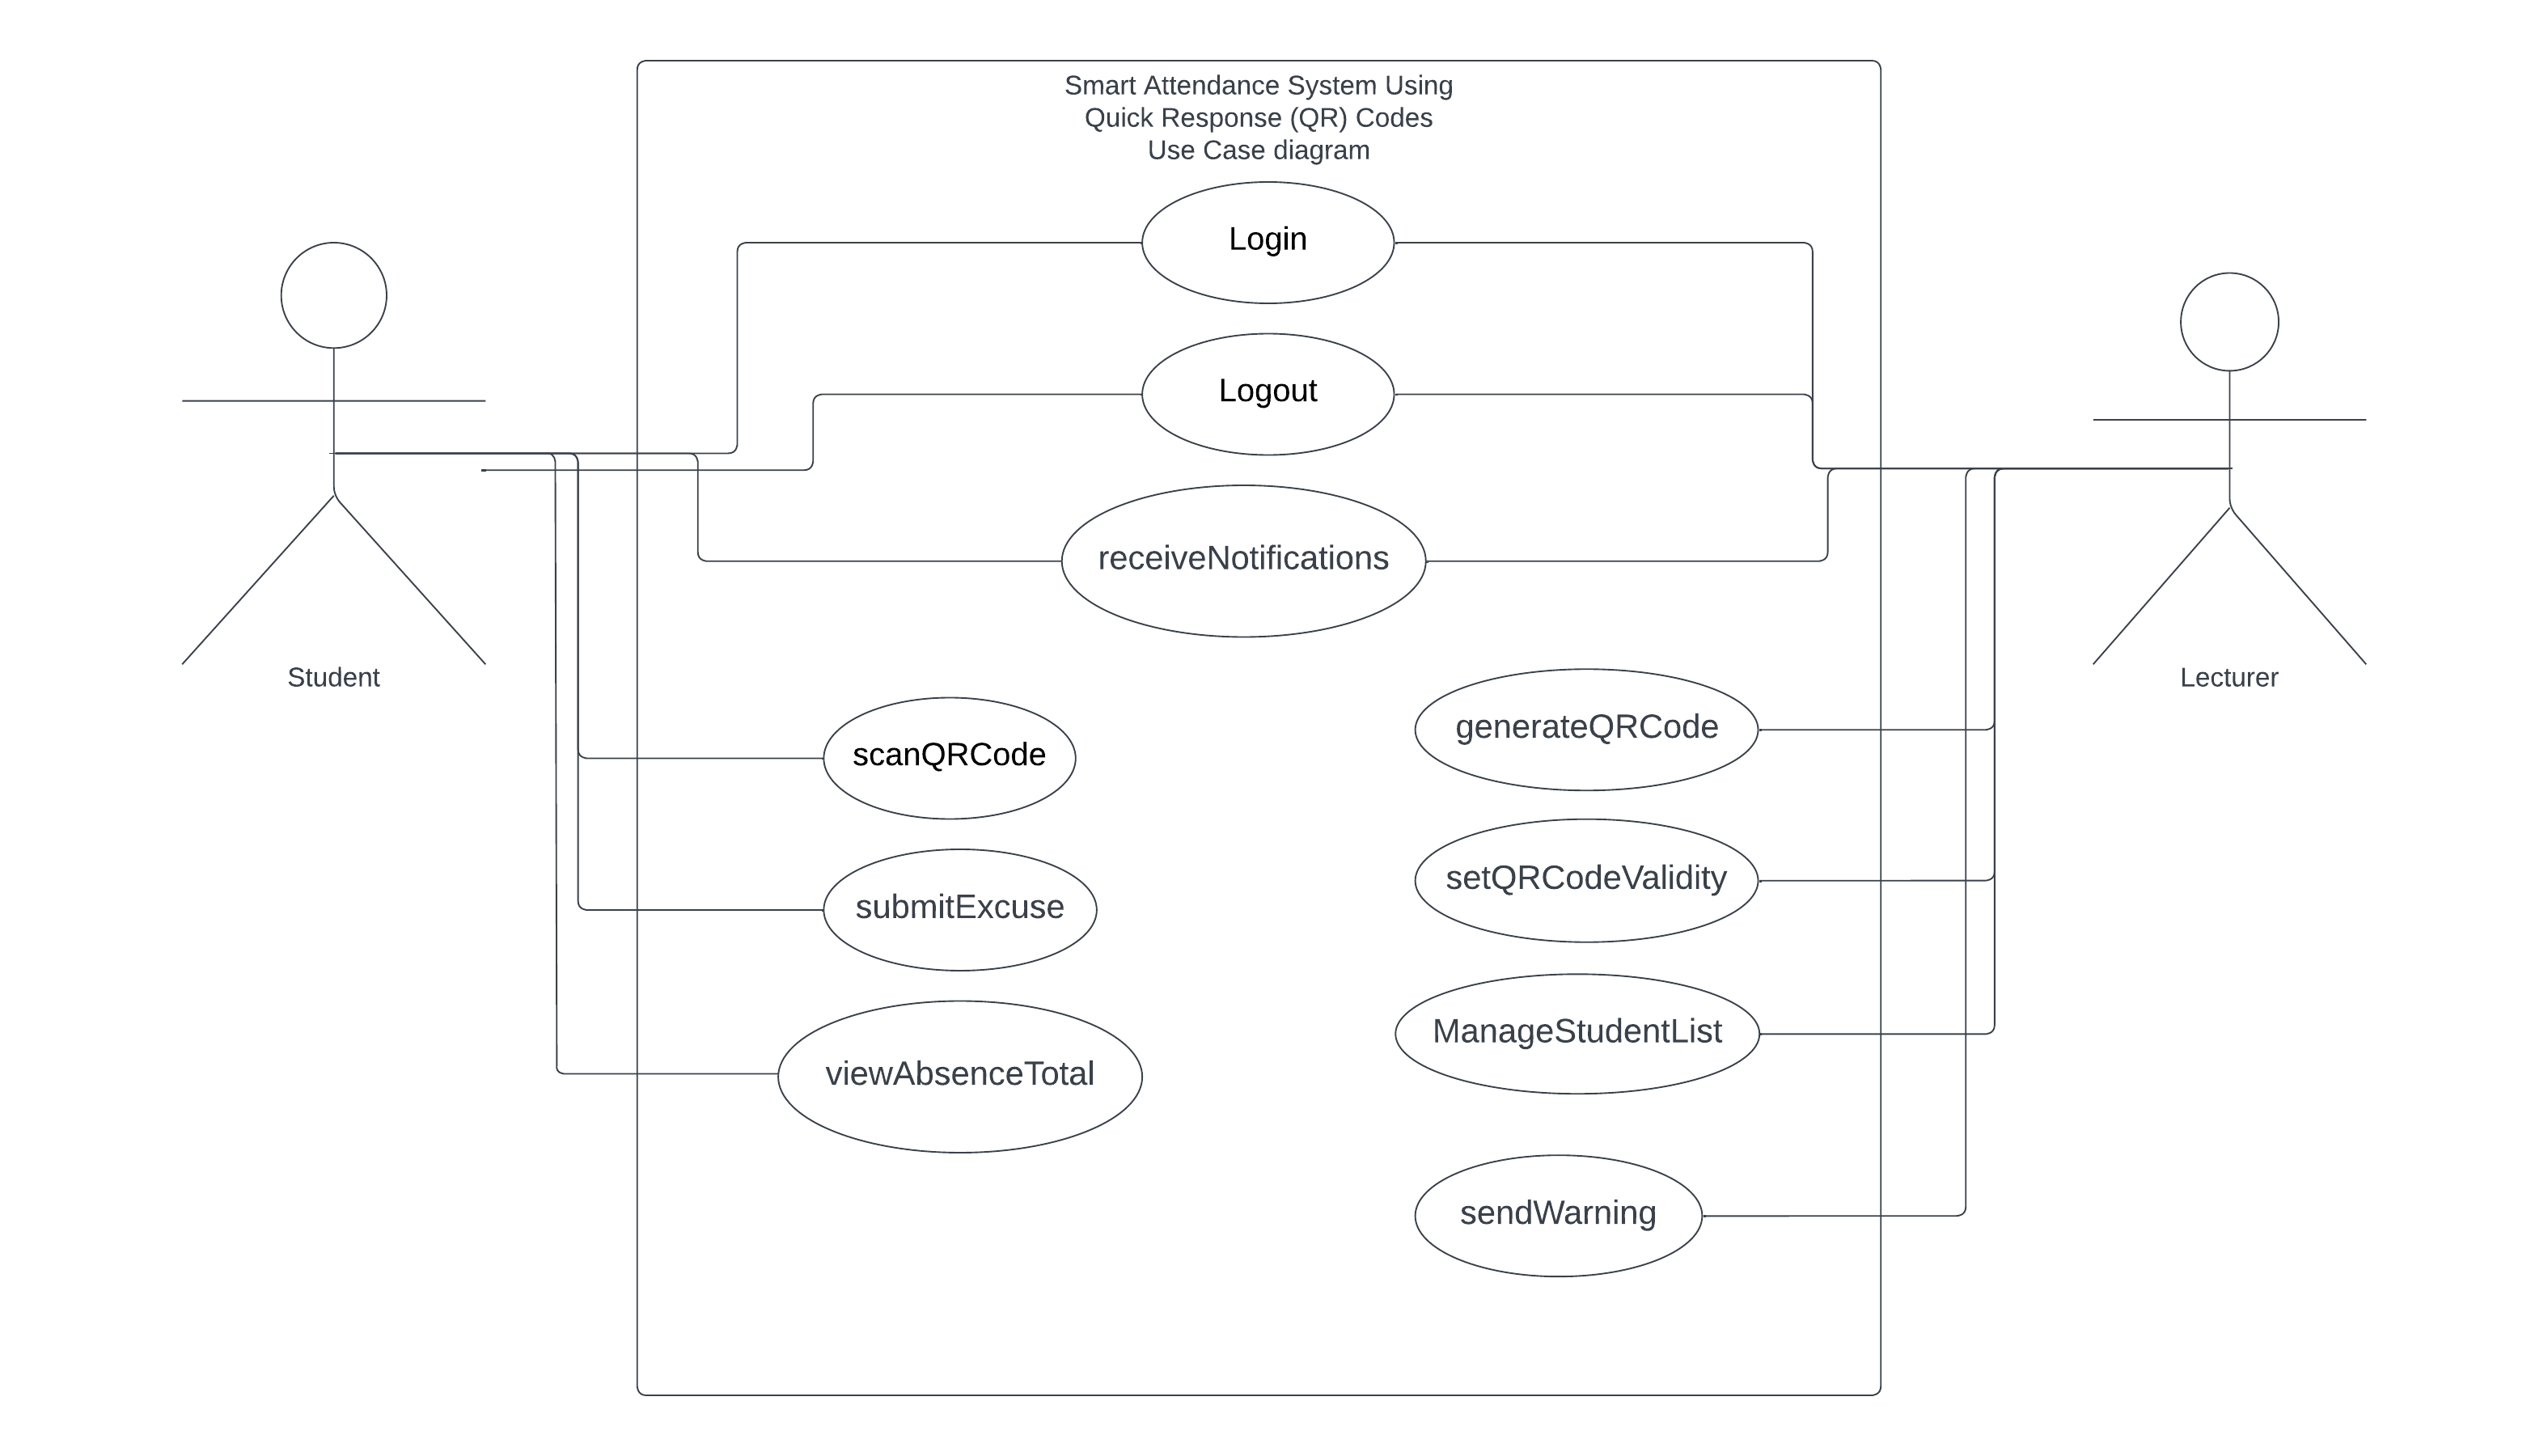 Smart Attendance System Using
Quick Response (QR) Codes
Use Case diagram
Login
Logout
receiveNotifications
Student
Lecturer
scanQRCode
submitExcuse
viewAbsenceTotal
generateQRCode
setQRCodeValidity
ManageStudentList
sendWarning